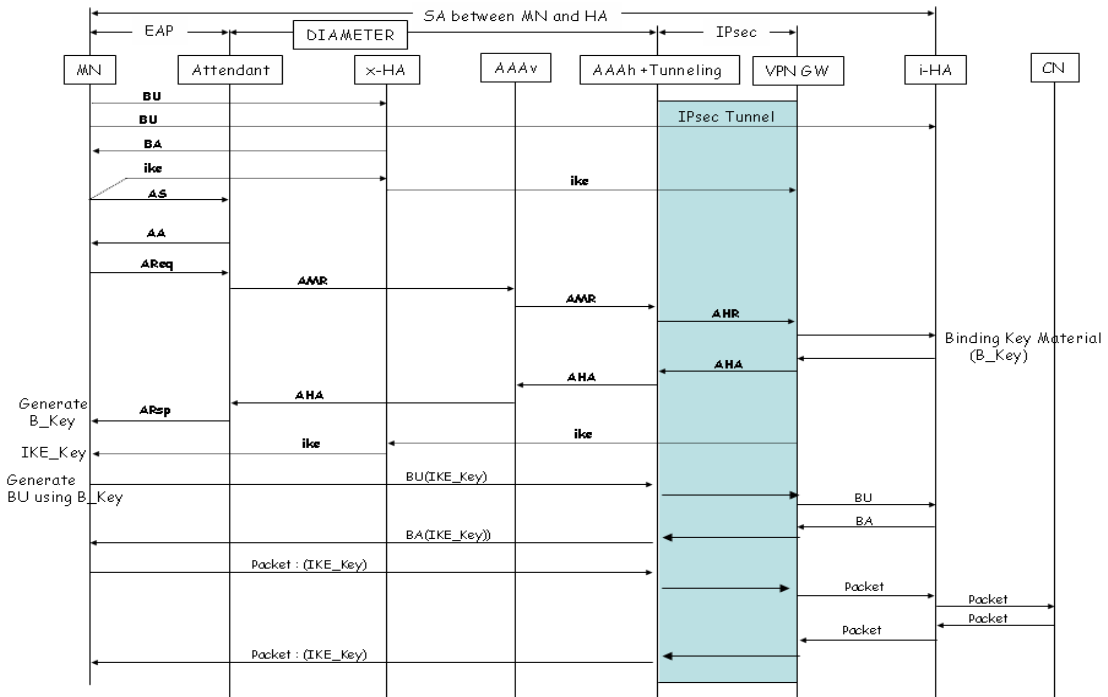 SA between MN and HA
EAP
DIAMETER
IPsec
MN
Attendant
x-HA
AAAv
AAAh +Tunneling
VPN GW
i-HA
CN
BU
IPsec Tunnel
BU
BA
ike
ike
AS
AA
AReq
AMR
AMR
AHR
Binding Key Material
(B_Key)
AHA
AHA
AHA
Generate
B_Key
ARsp
ike
ike
IKE_Key
BU(IKE_Key)
Generate
BU using B_Key
BU
BA
BA(IKE_Key))
Packet : (IKE_Key)
Packet
Packet
Packet
Packet
Packet : (IKE_Key)